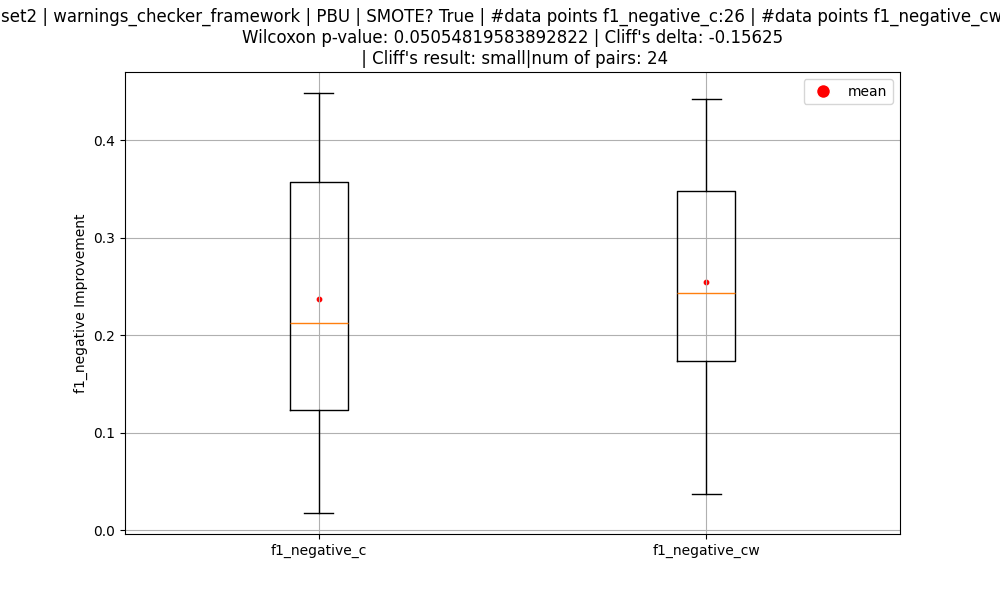 set2 | warnings_checker_framework | PBU | SMOTE? True | #data points f1_negative_c:26 | #data points f1_negative_cw
Wilcoxon p-value: 0.05054819583892822 | Cliff's delta: -0.15625
| Cliff's result: small|num of pairs: 24
mean
f1_negative Improvement
0.4
0.3
0.2
0.1
0.0
f1_negative_c
f1_negative_cw